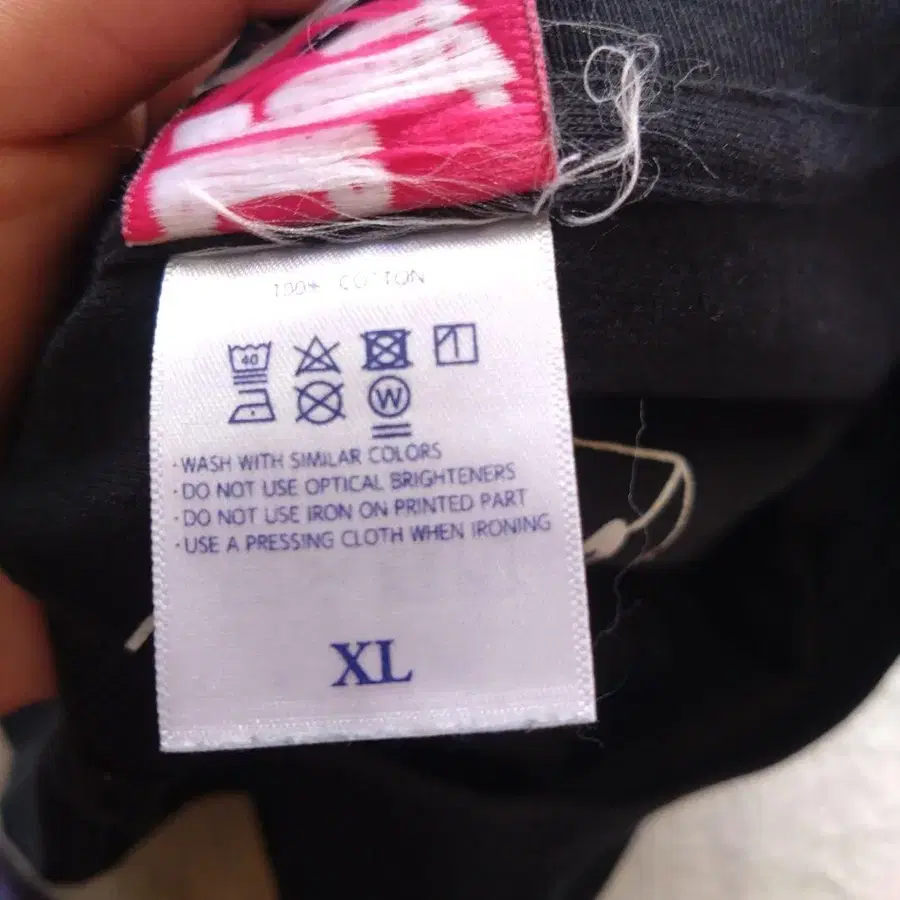 100% COTTON
40
W
·WASH WITH SIMILAR COLORS
·DO NOT USE OPTICAL BRIGHTENERS
·DO NOT USE IRON ON PRINTED PART
·USE A PRESSING CLOTH WHEN IRONING
XL